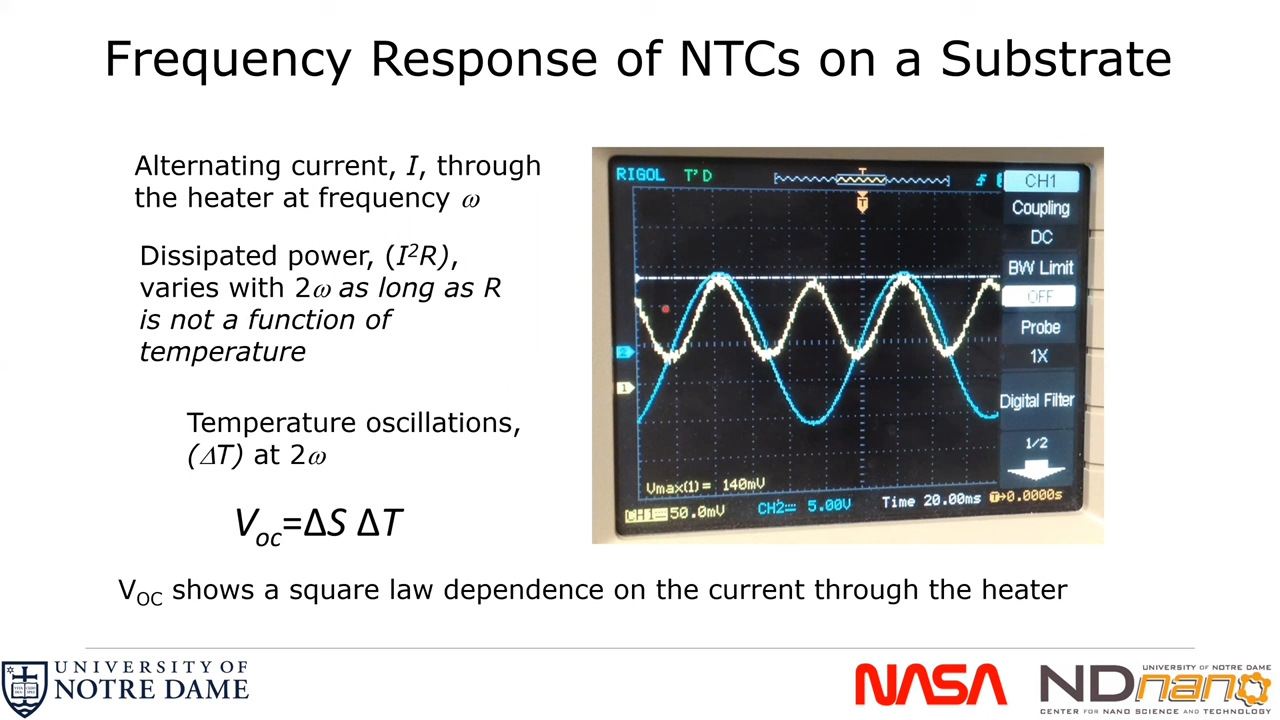 Frequency Response of NTCs on a Substrate
Alternating current, I, through
the heater at frequency ω
Dissipated power, (I²R),
varies with 2ω as long as R
is not a function of
temperature
Temperature oscillations,
(ΔT) at 2ω
Voc=ΔS ΔT
VOC shows a square law dependence on the current through the heater
RIGOL T'D
T
CH1
Coupling
DC
BW Limit
OFF
Probe
1X
Digital Filter
1/2
T
2
1
Vmax(1)= 140mV
CH1 50.0mV CH2 5.00V Time 20.00ms T→0.0000s
UNIVERSITY OF
NOTRE DAME
NASA
UNIVERSITY OF NOTRE DAME
NDnano
CENTER FOR NANO SCIENCE AND TECHNOLOGY